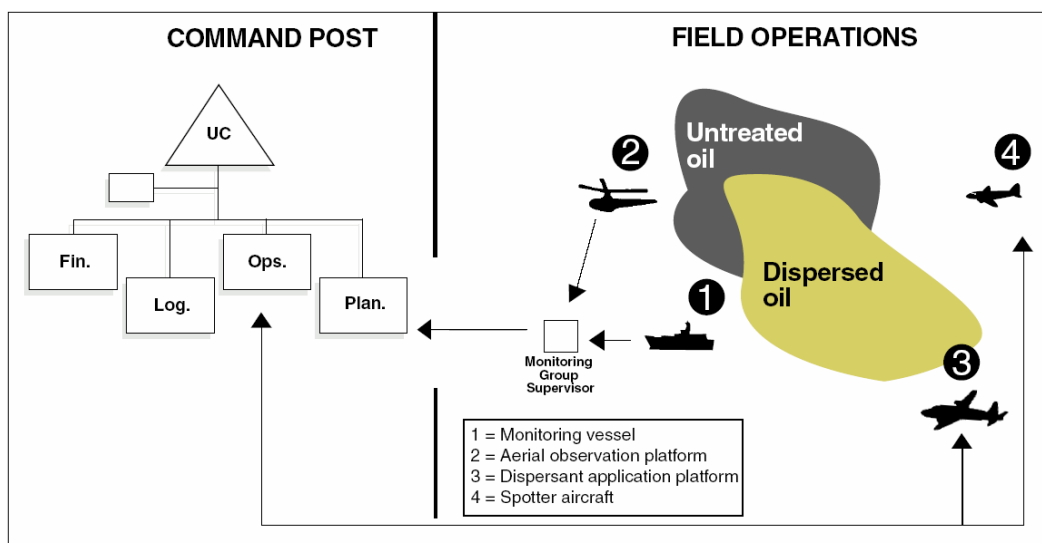 COMMAND POST
FIELD OPERATIONS
UC
Fin.
Log.
Ops.
Plan.
Untreated
oil
2
4
Dispersed
oil
1
Monitoring
Group
Supervisor
3
1 = Monitoring vessel
2 = Aerial observation platform
3 = Dispersant application platform
4 = Spotter aircraft